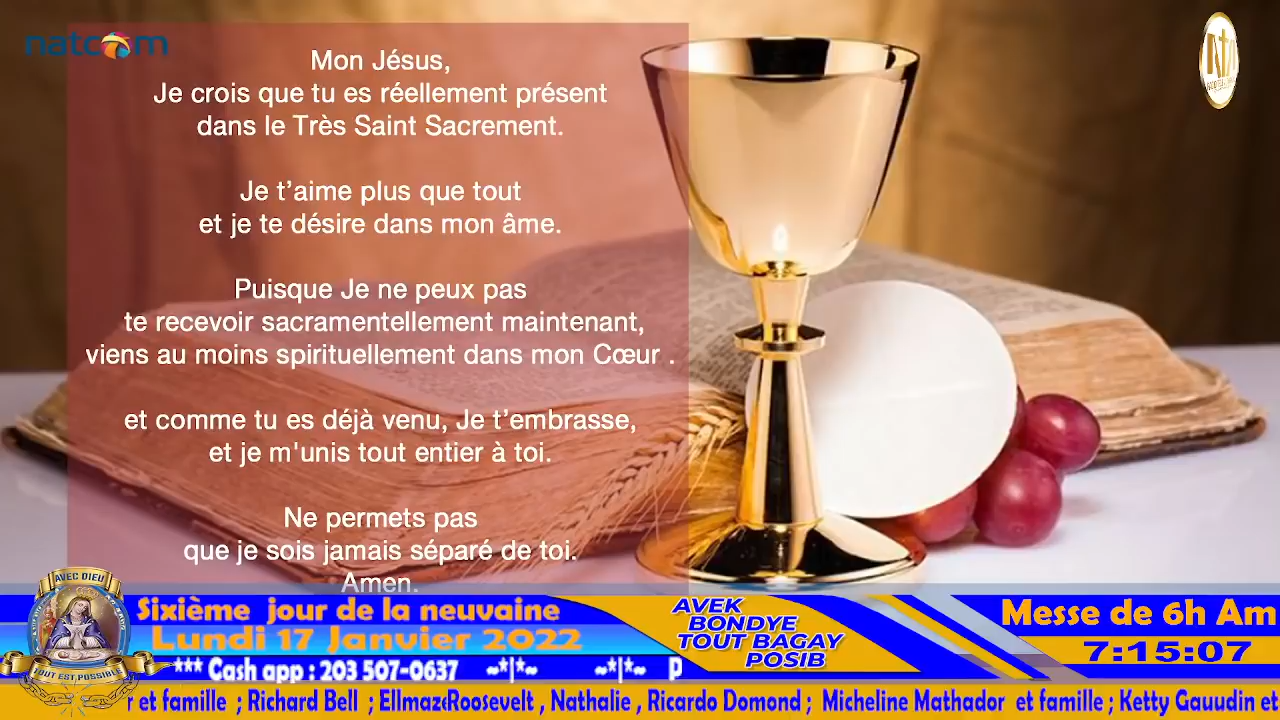 natcom
Mon Jésus,
Je crois que tu es réellement présent
dans le Très Saint Sacrement.
Je t’aime plus que tout
et je te désire dans mon âme.
Puisque Je ne peux pas
te recevoir sacramentellement maintenant,
viens au moins spirituellement dans mon Cœur .
et comme tu es déjà venu, Je t’embrasse,
et je m'unis tout entier à toi.
Ne permets pas
que je sois jamais séparé de toi.
Amen.
AVEC DIEU
TOUT EST POSSIBLE
Sixième jour de la neuvaine
Lundi 17 Janvier 2022
*** Cash app : 203 507-0637 ~*|*~ ~*|*~ P
AVEK
BONDYE
TOUT BAGAY
POSIB
Messe de 6h Am
7:15:07
r et famille ; Richard Bell ; Ellmaze Roosevelt , Nathalie , Ricardo Domond ; Micheline Mathador et famille ; Ketty Gauudin et